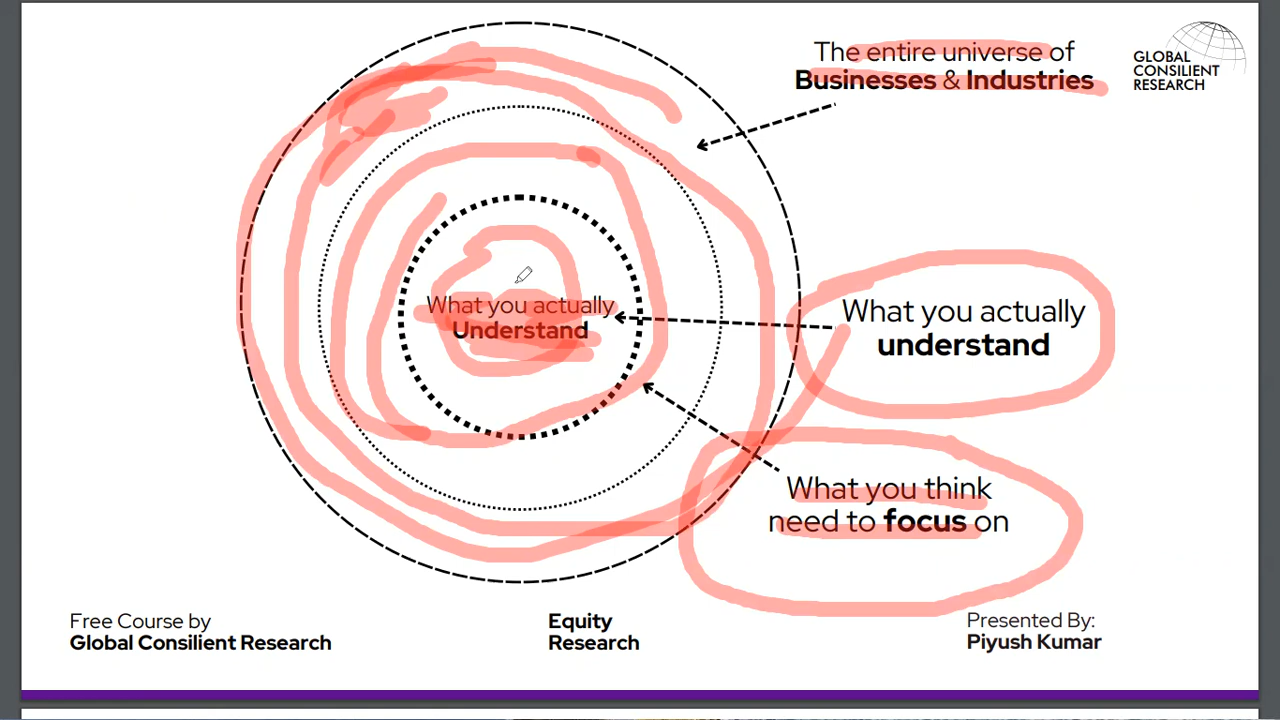 The entire universe of
Businesses & Industries
GLOBAL
CONSILIENT
RESEARCH
What you actually
Understand
What you actually
understand
What you think
need to focus on
Free Course by
Global Consilient Research
Equity
Research
Presented By:
Piyush Kumar